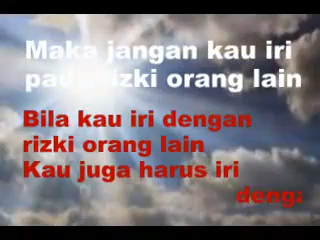 Maka jangan kau iri
pada rizki orang lain
Bila kau iri dengan
rizki orang lain
Kau juga harus iri